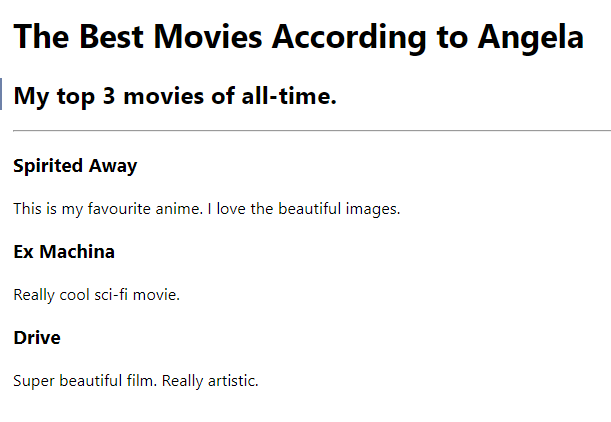 The Best Movies According to Angela
My top 3 movies of all-time.
Spirited Away
This is my favourite anime. I love the beautiful images.
Ex Machina
Really cool sci-fi movie.
Drive
Super beautiful film. Really artistic.